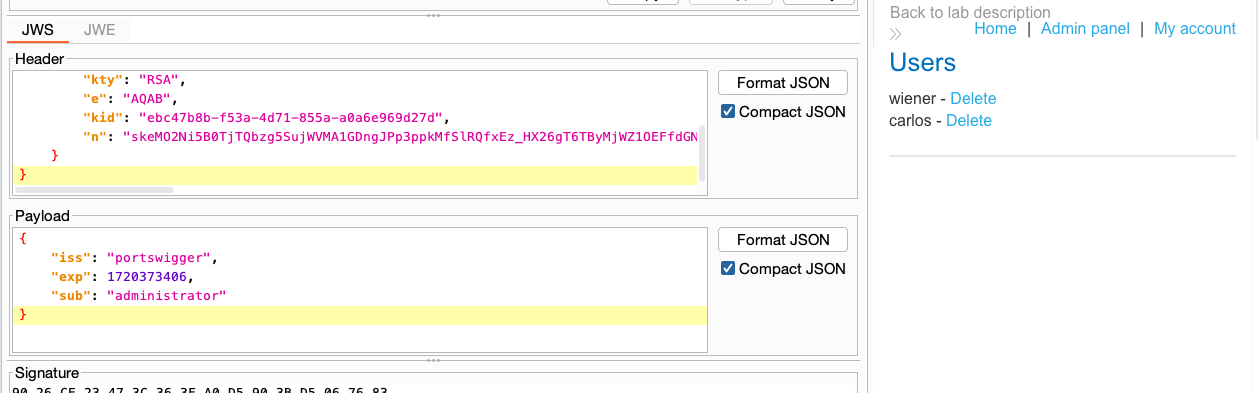 JWS JWE
Header
"kty": "RSA",
"e": "AQAB",
"kid": "ebc47b8b-f53a-4d71-855a-a0a6e969d27d",
"n": "skeMO2Ni5B0TjTQbzg5SujWVMA1GDngJPp3ppkMfSlRQfxEz_HX26gT6TByMjWZ1OEFfdGN
}
}
Format JSON
Compact JSON
Payload
{
"iss": "portswigger",
"exp": 1720373406,
"sub": "administrator"
}
Format JSON
Compact JSON
Signature
90 26 CE 23 47 3C 36 3E A0 D5 90 3B D5 06 76 83
Back to lab description
Home | Admin panel | My account
Users
wiener - Delete
carlos - Delete